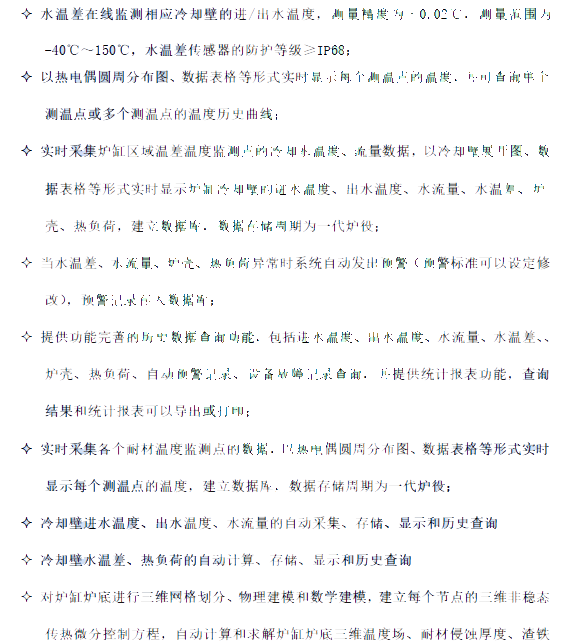 ✧ 水温差在线监测相应冷却壁的进/出水温度，测量精度为 0.02℃，测量范围为
-40℃～150℃，水温差传感器的防护等级≥IP68；
✧ 以热电偶圆周分布图、数据表格等形式实时显示每个测温点的温度，并可查询单个
测温点或多个测温点的温度历史曲线；
✧ 实时采集炉缸区域温差温度监测点的冷却水温度、流量数据，以冷却壁展开图、数
据表格等形式实时显示炉缸冷却壁的进水温度、出水温度、水流量、水温差、炉
壳、热负荷，建立数据库，数据存储周期为一代炉役；
✧ 当水温差、水流量、炉壳、热负荷异常时系统自动发出预警（预警标准可以设定修
改），预警记录存入数据库；
✧ 提供功能完善的历史数据查询功能，包括进水温度、出水温度、水流量、水温差、、
炉壳、热负荷、自动预警记录、设备故障记录查询，并提供统计报表功能，查询
结果和统计报表可以导出或打印；
✧ 实时采集各个耐材温度监测点的数据，以热电偶圆周分布图、数据表格等形式实时
显示每个测温点的温度，建立数据库，数据存储周期为一代炉役；
✧ 冷却壁进水温度、出水温度、水流量的自动采集、存储、显示和历史查询
✧ 冷却壁水温差、热负荷的自动计算、存储、显示和历史查询
✧ 对炉缸炉底进行三维网格划分、物理建模和数学建模，建立每个节点的三维非稳态
传热微分控制方程，自动计算和求解炉缸炉底三维温度场、耐材侵蚀厚度、渣铁